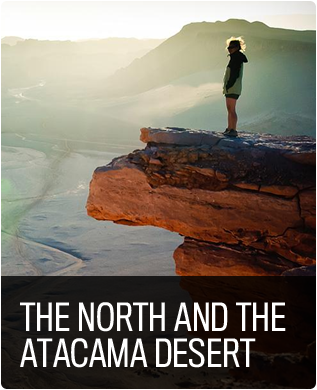 THE NORTH AND THE
ATACAMA DESERT